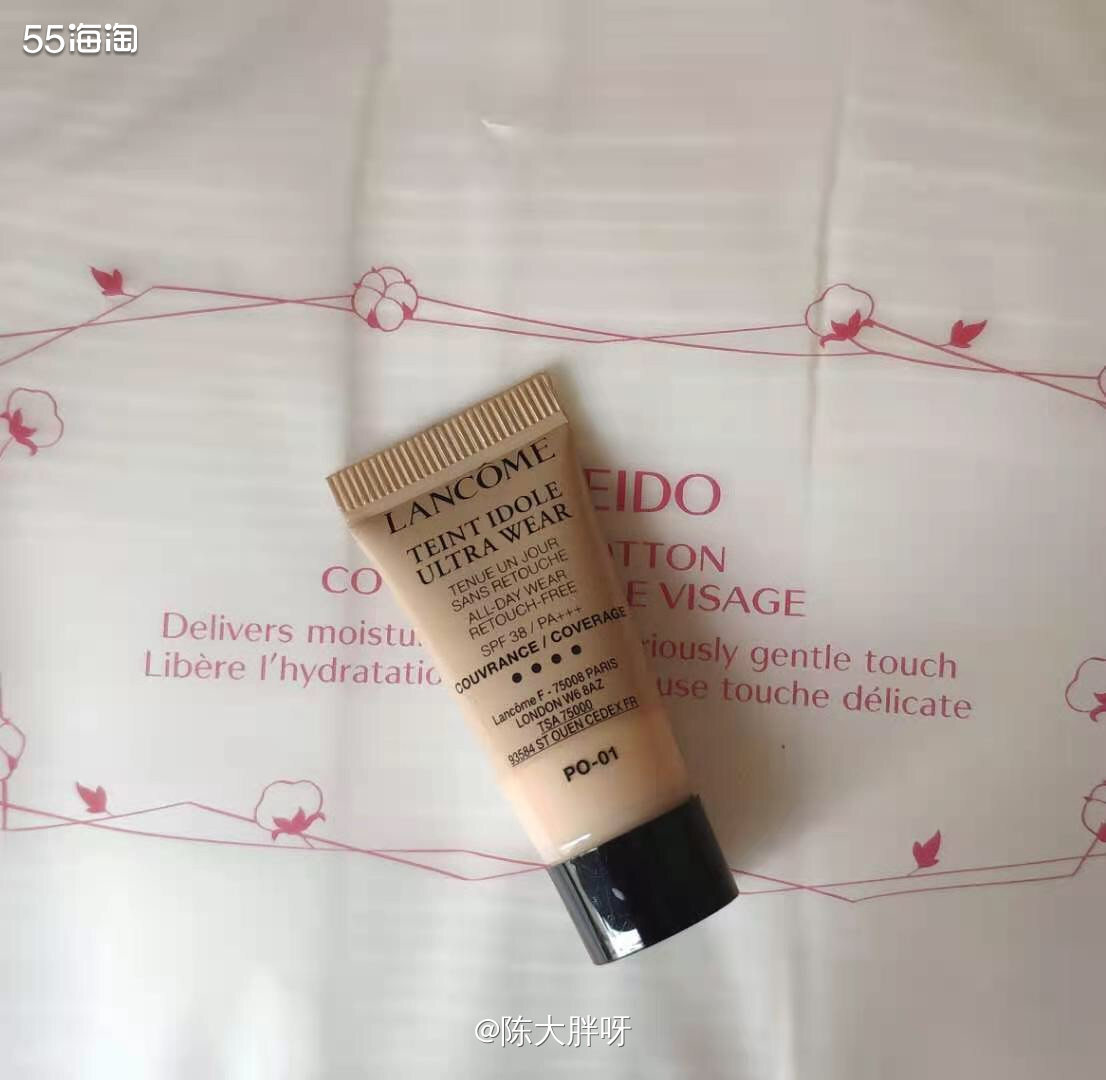 55海淘
LANCÔME
TEINT IDOLE
ULTRA WEAR
TENUE UN JOUR
SANS RETOUCHE
ALL-DAY WEAR
RETOUCH-FREE
SPF 38 / PA+++
COUVRANCE / COVERAGE
Lancôme F - 75008 PARIS
LONDON W6 8AZ
TSA 75000
93584 ST OUEN CEDEX FR
PO-01
EIDO
CO OTTON
E VISAGE
Delivers moistu riously gentle touch
Libère l'hydratatio use touche délicate
@陈大胖呀